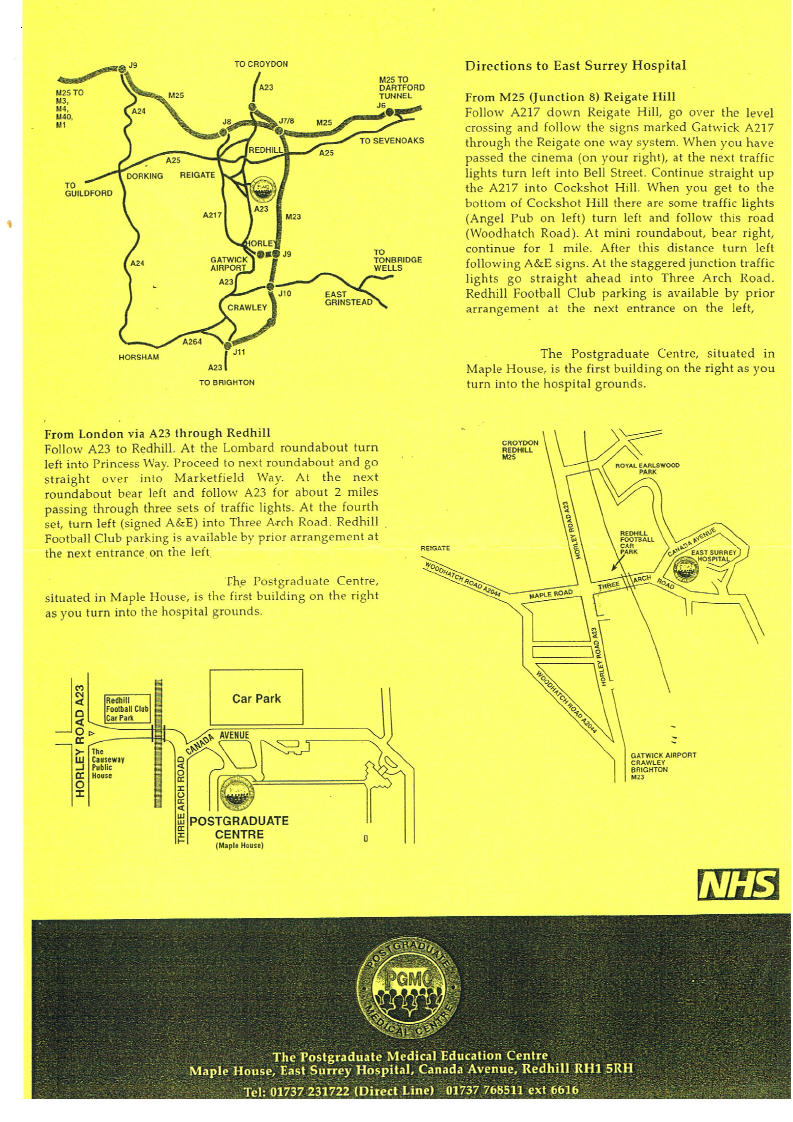 J9
TO CROYDON
M25 TO
M3,
M4,
M40,
M1
M25
A23
M25 TO
DARTFORD
TUNNEL
J6
A24
J8
J7/8
M25
TO SEVENOAKS
REDHILL
A25
A25
DORKING
REIGATE
TO
GUILDFORD
A23
A217
M23
HORLEY
A24
GATWICK
AIRPORT
J9
TO
TONBRIDGE
WELLS
A23
J10
EAST
GRINSTEAD
CRAWLEY
A264
HORSHAM
J11
A23
TO BRIGHTON
Directions to East Surrey Hospital
From M25 (Junction 8) Reigate Hill
Follow A217 down Reigate Hill, go over the level
crossing and follow the signs marked Gatwick A217
through the Reigate one way system. When you have
passed the cinema (on your right), at the next traffic
lights turn left into Bell Street. Continue straight up
the A217 into Cockshot Hill. When you get to the
bottom of Cockshot Hill there are some traffic lights
(Angel Pub on left) turn left and follow this road
(Woodhatch Road). At mini roundabout, bear right,
continue for 1 mile. After this distance turn left
following A&E signs. At the staggered junction traffic
lights go straight ahead into Three Arch Road.
Redhill Football Club parking is available by prior
arrangement at the next entrance on the left,
The Postgraduate Centre, situated in
Maple House, is the first building on the right as you
turn into the hospital grounds.
From London via A23 through Redhill
Follow A23 to Redhill. At the Lombard roundabout turn
left into Princess Way. Proceed to next roundabout and go
straight over into Marketfield Way. At the next
roundabout bear left and follow A23 for about 2 miles
passing through three sets of traffic lights. At the fourth
set, turn left (signed A&E) into Three Arch Road. Redhill
Football Club parking is available by prior arrangement at
the next entrance on the left
The Postgraduate Centre,
situated in Maple House, is the first building on the right
as you turn into the hospital grounds.
CROYDON
REDHILL
M25
ROYAL EARLSWOOD
PARK
HORLEY ROAD A23
REDHILL
FOOTBALL
CAR
PARK
CANADA AVENUE
EAST SURREY
HOSPITAL
REIGATE
WOODHATCH ROAD A2044
MAPLE ROAD
THREE ARCH ROAD
HORLEY ROAD A23
WOODHATCH ROAD A2044
GATWICK AIRPORT
CRAWLEY
BRIGHTON
M23
HORLEY ROAD A23
Redhill
Football Club
Car Park
Car Park
CANADA AVENUE
The
Causeway
Public
House
THREE ARCH ROAD
POSTGRADUATE
CENTRE
(Maple House)
NHS
POSTGRADUATE
PGMC
MEDICAL CENTRE
The Postgraduate Medical Education Centre
Maple House, East Surrey Hospital, Canada Avenue, Redhill RH1 5RH
Tel: 01737 231722 (Direct Line) 01737 768511 ext 6616